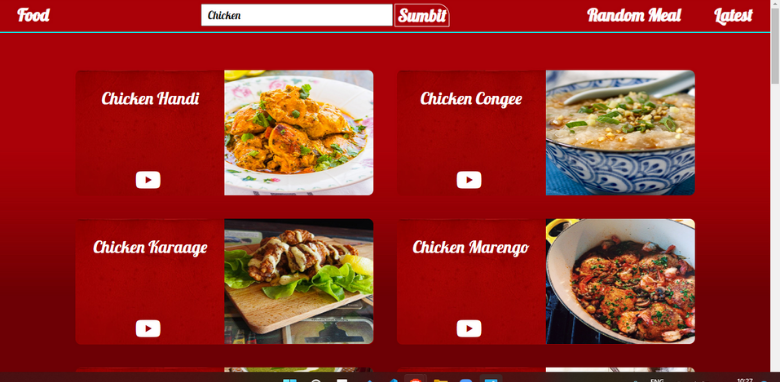 Food
Chicken
Sumbit
Random Meal
Latest
Chicken Handi
Chicken Congee
Chicken Karaage
Chicken Marengo
ENG
10:27